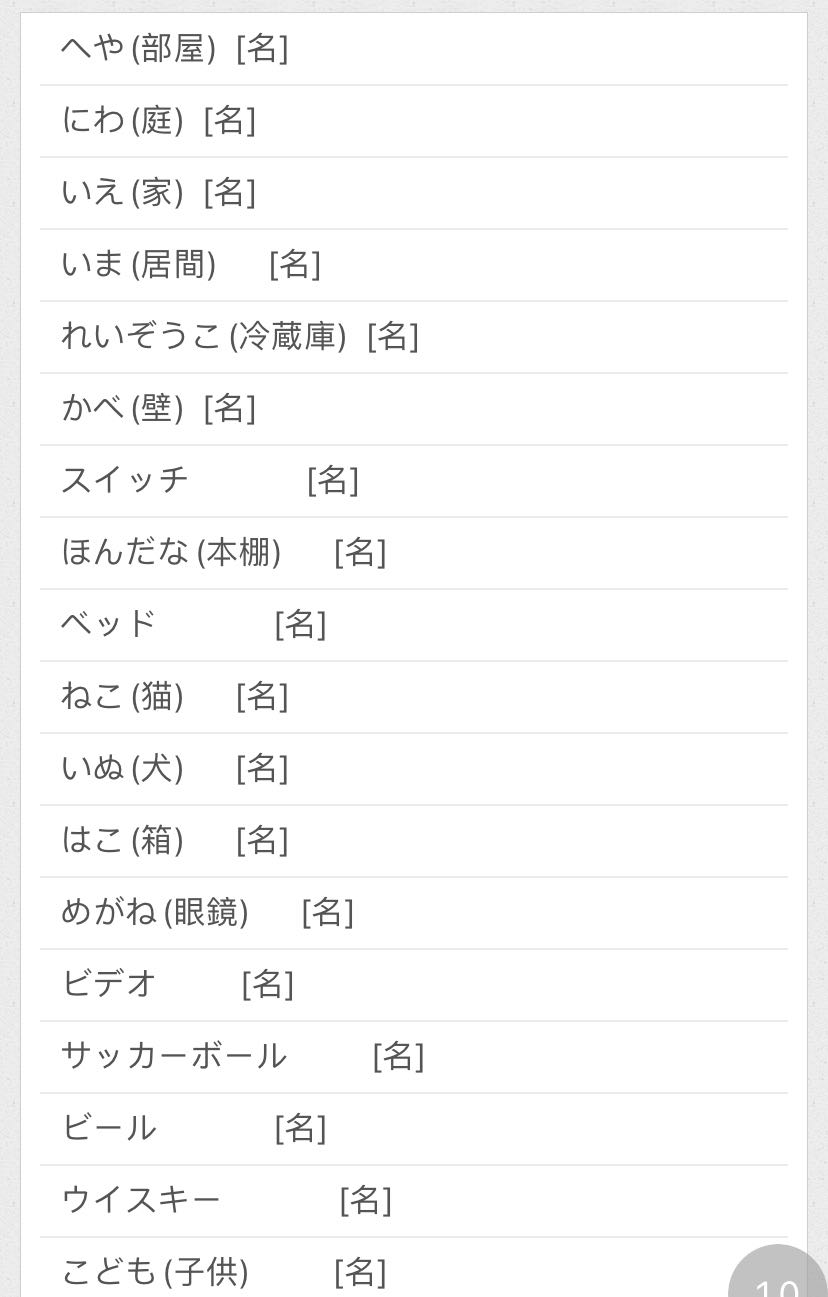 へや(部屋) [名]
にわ(庭) [名]
いえ(家) [名]
いま(居間) [名]
れいぞうこ(冷蔵庫) [名]
かべ(壁) [名]
スイッチ [名]
ほんだな(本棚) [名]
ベッド [名]
ねこ(猫) [名]
いぬ(犬) [名]
はこ(箱) [名]
めがね(眼鏡) [名]
ビデオ [名]
サッカーボール [名]
ビール [名]
ウイスキー [名]
こども(子供) [名]
10